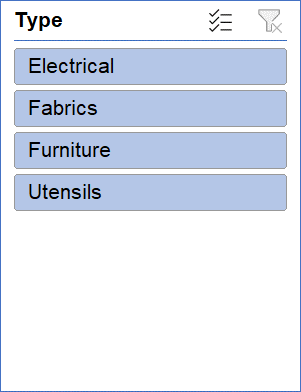 Type
Electrical
Fabrics
Furniture
Utensils